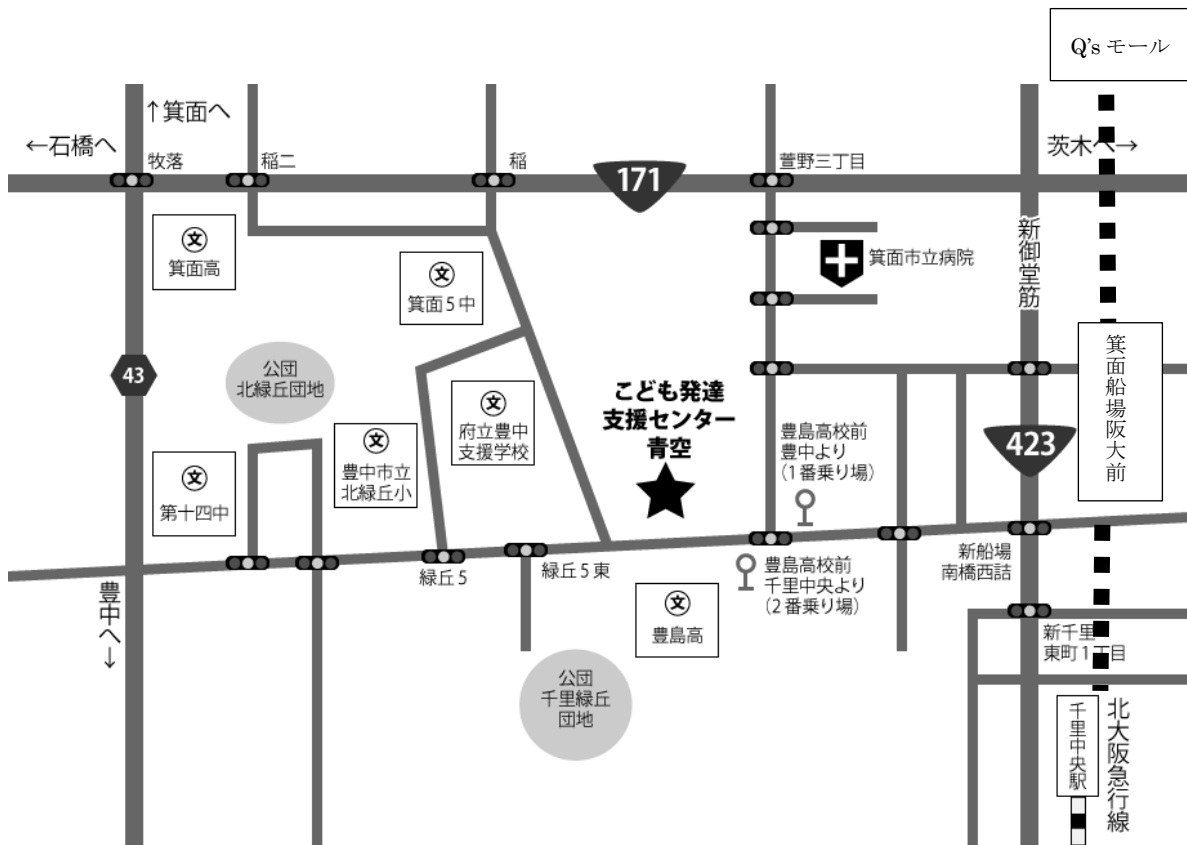 Q'sモール
↑箕面へ
←石橋へ
茨木へ→
牧落
稲二
稲
171
萱野三丁目
文
箕面高
文
箕面5中
箕面市立病院
新御堂筋
43
公団
北緑丘団地
文
府立豊中
支援学校
こども発達
支援センター
青空
箕面船場阪大前
文
豊中市立
北緑丘小
豊島高校前
豊中より
(1番乗り場)
423
文
第十四中
緑丘5
緑丘5東
豊島高校前
千里中央より
(2番乗り場)
新船場
南橋西詰
豊中へ→
文
豊島高
新千里
東町1丁目
公団
千里緑丘
団地
千里中央駅
北大阪急行線